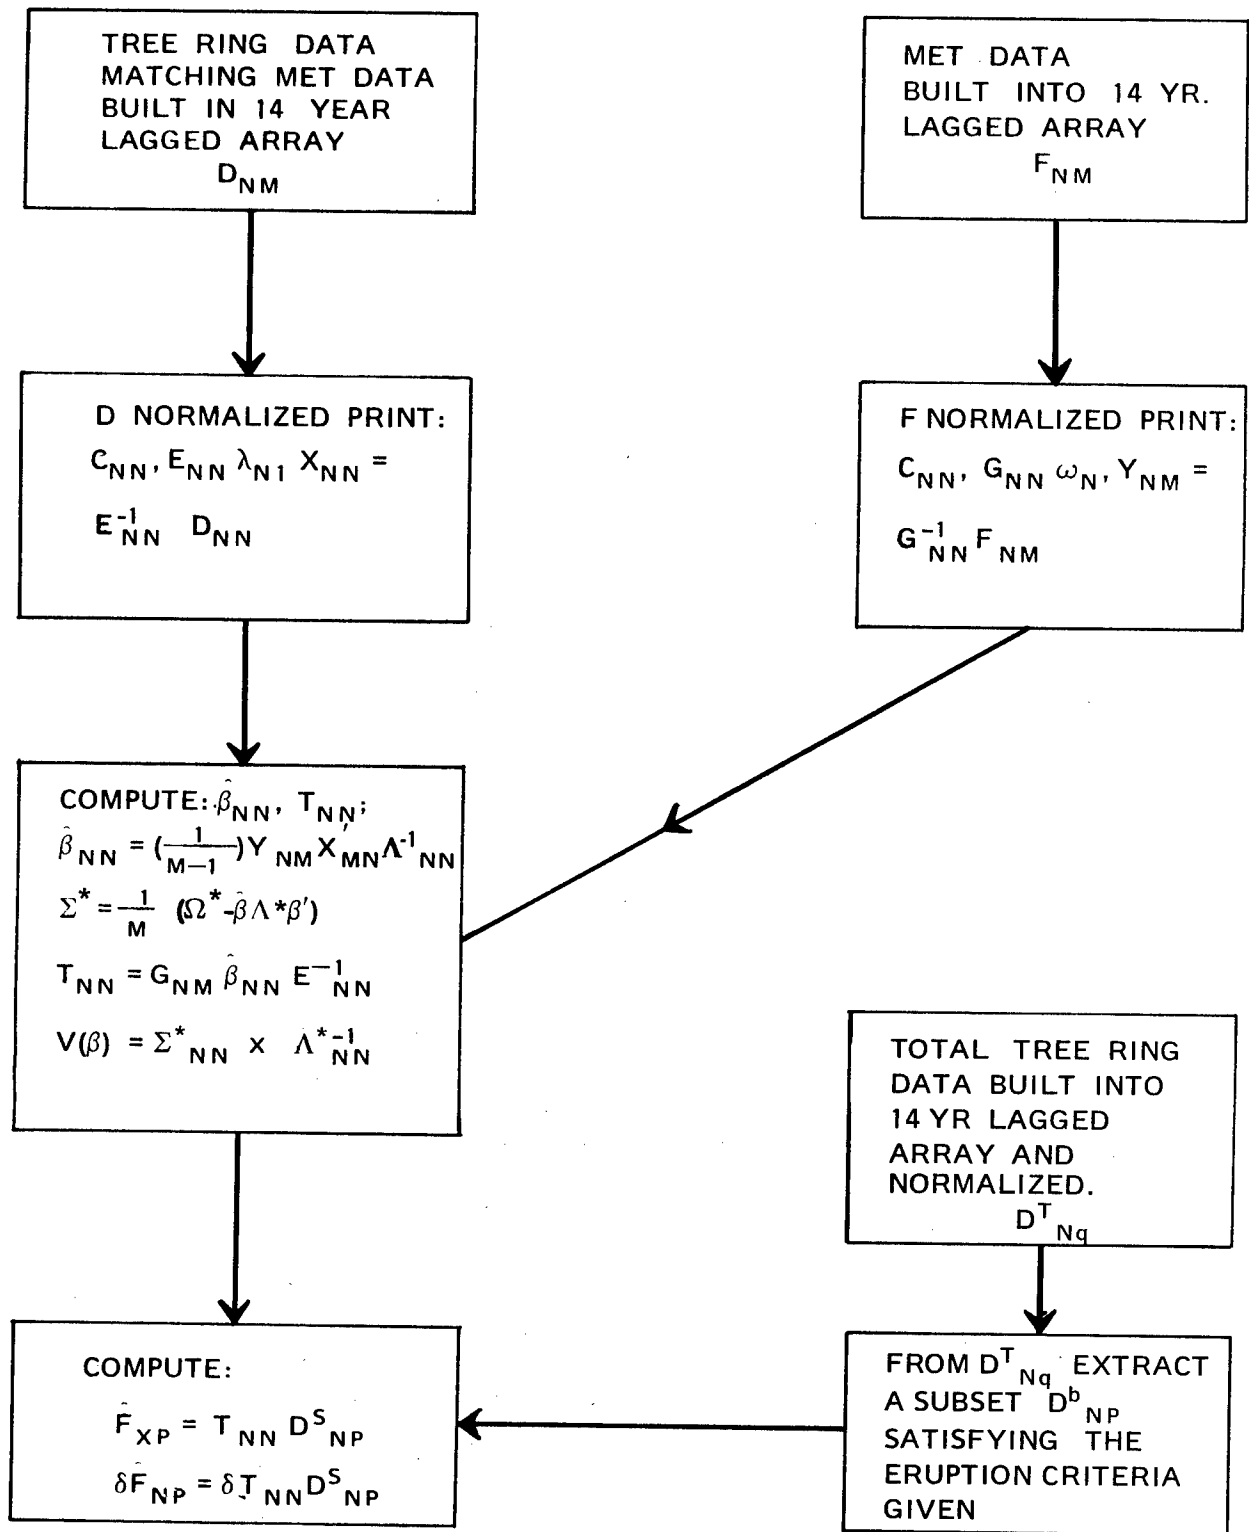 TREE RING DATA
MATCHING MET DATA
BUILT IN 14 YEAR
LAGGED ARRAY
D_NM
MET DATA
BUILT INTO 14 YR.
LAGGED ARRAY
F_NM
D NORMALIZED PRINT:
C_NN, E_NN λ_N1 X_NN =
E^-1_NN D_NN
F NORMALIZED PRINT:
C_NN, G_NN ω_N, Y_NM =
G^-1_NN F_NM
COMPUTE: β̂_NN, T_NN;
β̂_NN = (1/M−1) Y_NM X'_MN Λ^-1_NN
Σ* = 1/M (Ω* - β̂ Λ* β')
T_NN = G_NM β̂_NN E^−1_NN
V(β) = Σ*_NN x Λ*^-1_NN
TOTAL TREE RING
DATA BUILT INTO
14 YR LAGGED
ARRAY AND
NORMALIZED.
D^T_Nq
COMPUTE:
F̂_XP = T_NN D^S_NP
δF̂_NP = δT_NN D^S_NP
FROM D^T_Nq EXTRACT
A SUBSET D^b_NP
SATISFYING THE
ERUPTION CRITERIA
GIVEN